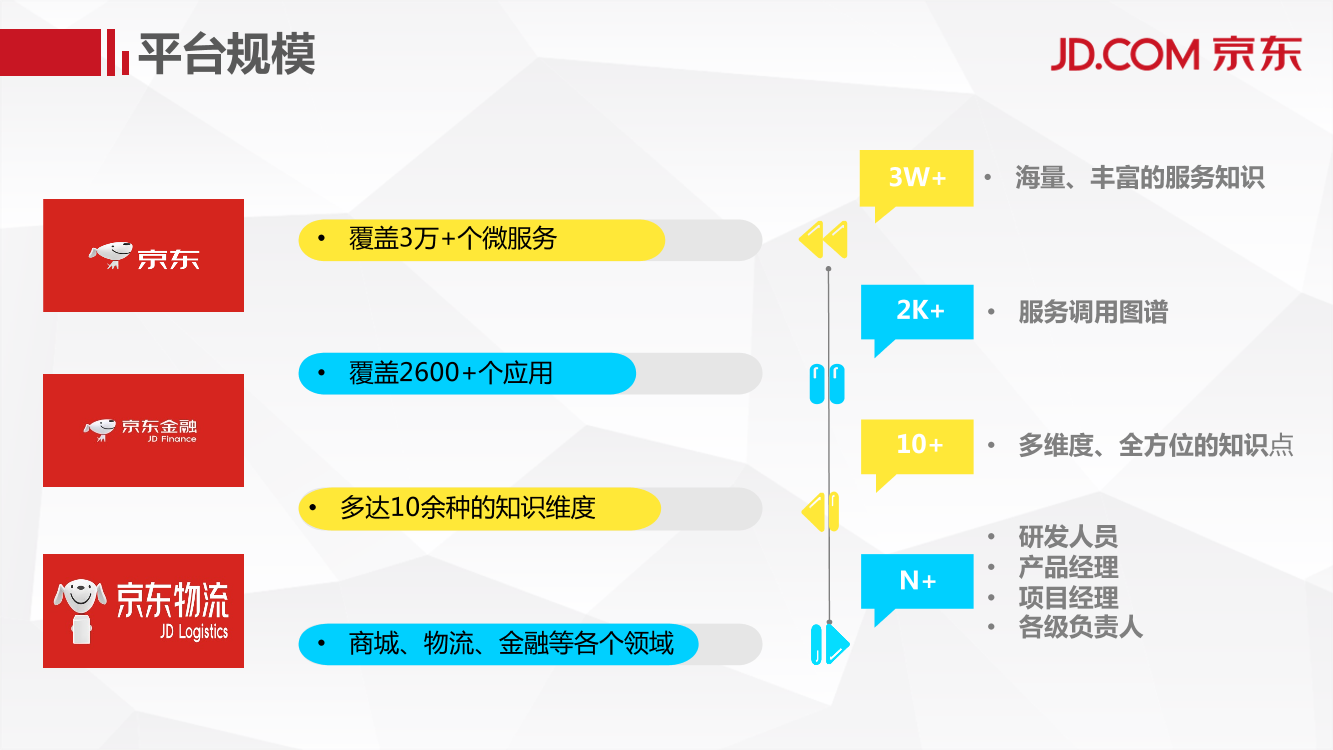 平台规模
JD.COM 京东
京东
京东金融
JD Finance
京东物流
JD Logistics
• 覆盖3万+个微服务
• 覆盖2600+个应用
• 多达10余种的知识维度
• 商城、物流、金融等各个领域
3W+
• 海量、丰富的服务知识
2K+
• 服务调用图谱
10+
• 多维度、全方位的知识点
N+
• 研发人员
• 产品经理
• 项目经理
• 各级负责人